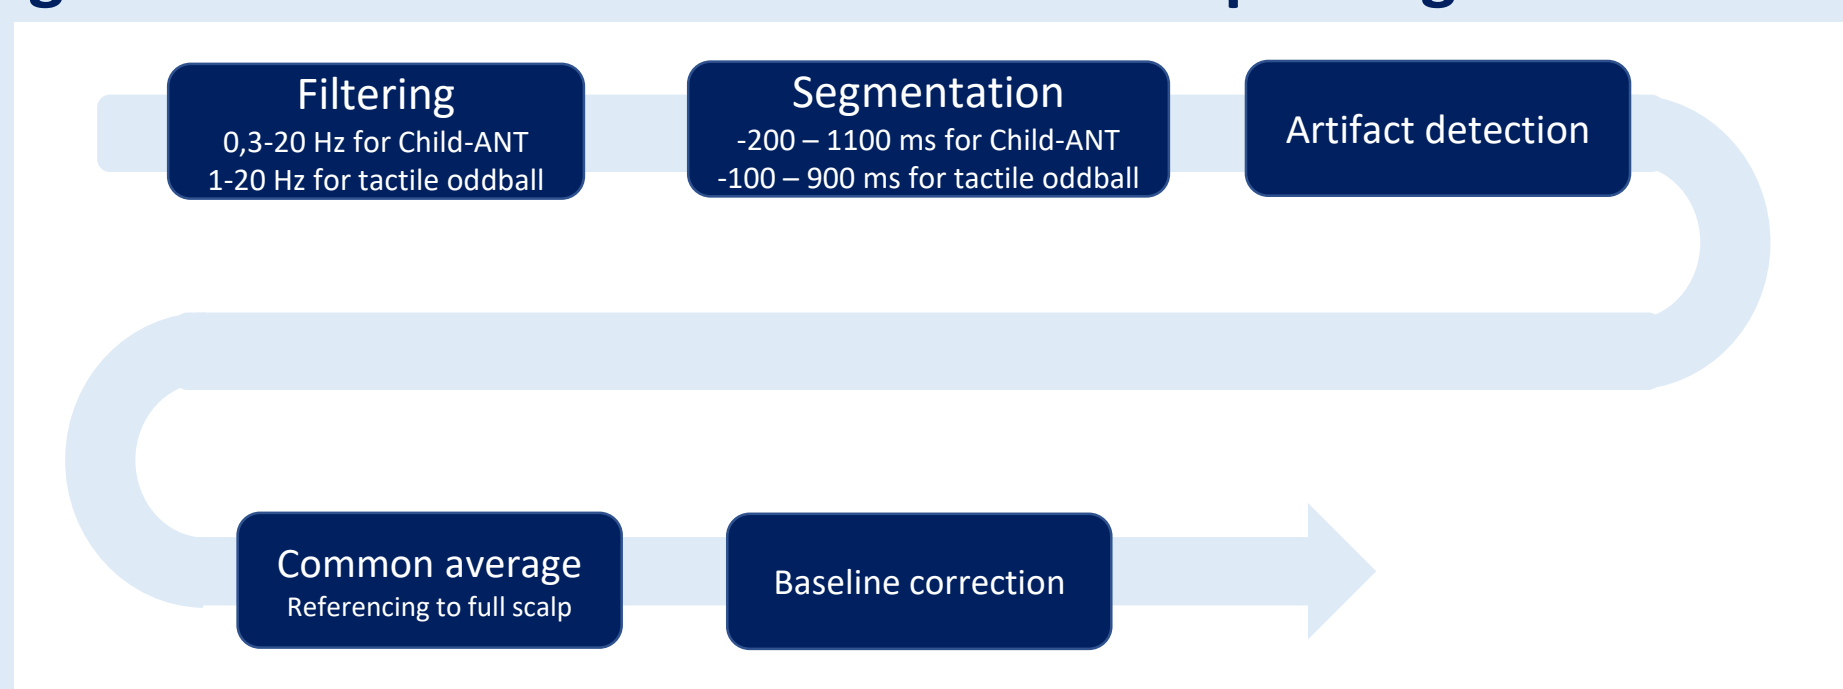 Filtering
0,3-20 Hz for Child-ANT
1-20 Hz for tactile oddball
Segmentation
-200 – 1100 ms for Child-ANT
-100 – 900 ms for tactile oddball
Artifact detection
Common average
Referencing to full scalp
Baseline correction